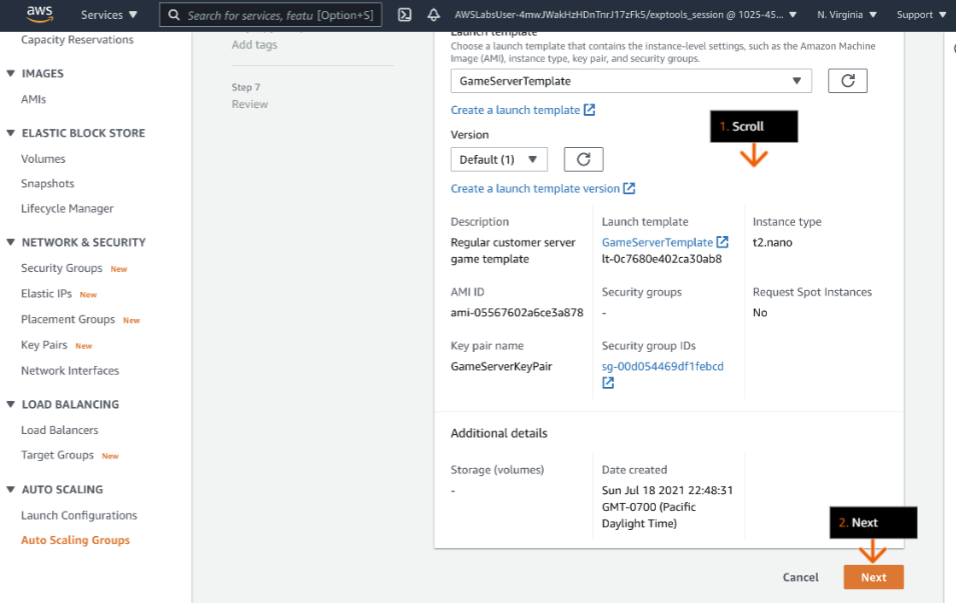 aws
Services
Search for services, featu [Option+S]
AWSLabsUser-4mwJWakHzHDnTnrJ17zFk5/exptools_session @ 1025-45...
N. Virginia
Support
Capacity Reservations
IMAGES
AMIs
ELASTIC BLOCK STORE
Volumes
Snapshots
Lifecycle Manager
NETWORK & SECURITY
Security Groups New
Elastic IPs New
Placement Groups New
Key Pairs New
Network Interfaces
LOAD BALANCING
Load Balancers
Target Groups New
AUTO SCALING
Launch Configurations
Auto Scaling Groups
Add tags
Step 7
Review
Launch template
Choose a launch template that contains the instance-level settings, such as the Amazon Machine
Image (AMI), instance type, key pair, and security groups.
GameServerTemplate
Create a launch template
1. Scroll
Version
Default (1)
Create a launch template version
Description
Regular customer server
game template
Launch template
GameServerTemplate
lt-0c7680e402ca30ab8
Instance type
t2.nano
AMI ID
ami-05567602a6ce3a878
Security groups
-
Request Spot Instances
No
Key pair name
GameServerKeyPair
Security group IDs
sg-00d054469df1febcd
Additional details
Storage (volumes)
-
Date created
Sun Jul 18 2021 22:48:31
GMT-0700 (Pacific
Daylight Time)
2. Next
Cancel
Next